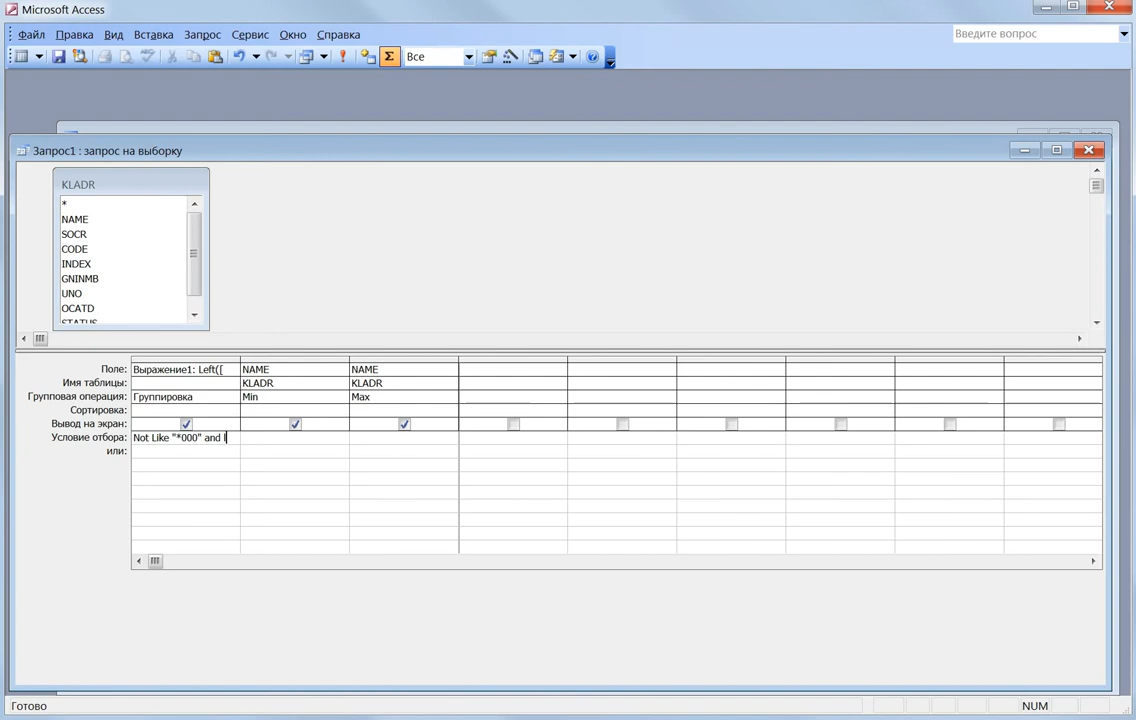 Microsoft Access
Файл Правка Вид Вставка Запрос Сервис Окно Справка
Введите вопрос
Σ Все
Запрос1 : запрос на выборку
KLADR
*
NAME
SOCR
CODE
INDEX
GNINMB
UNO
OCATD
STATUS
Поле: Выражение1: Left([ NAME NAME
Имя таблицы: KLADR KLADR
Групповая операция: Группировка Min Max
Сортировка:
Вывод на экран:
Условие отбора: Not Like "*000" and l
или:
Готово
NUM